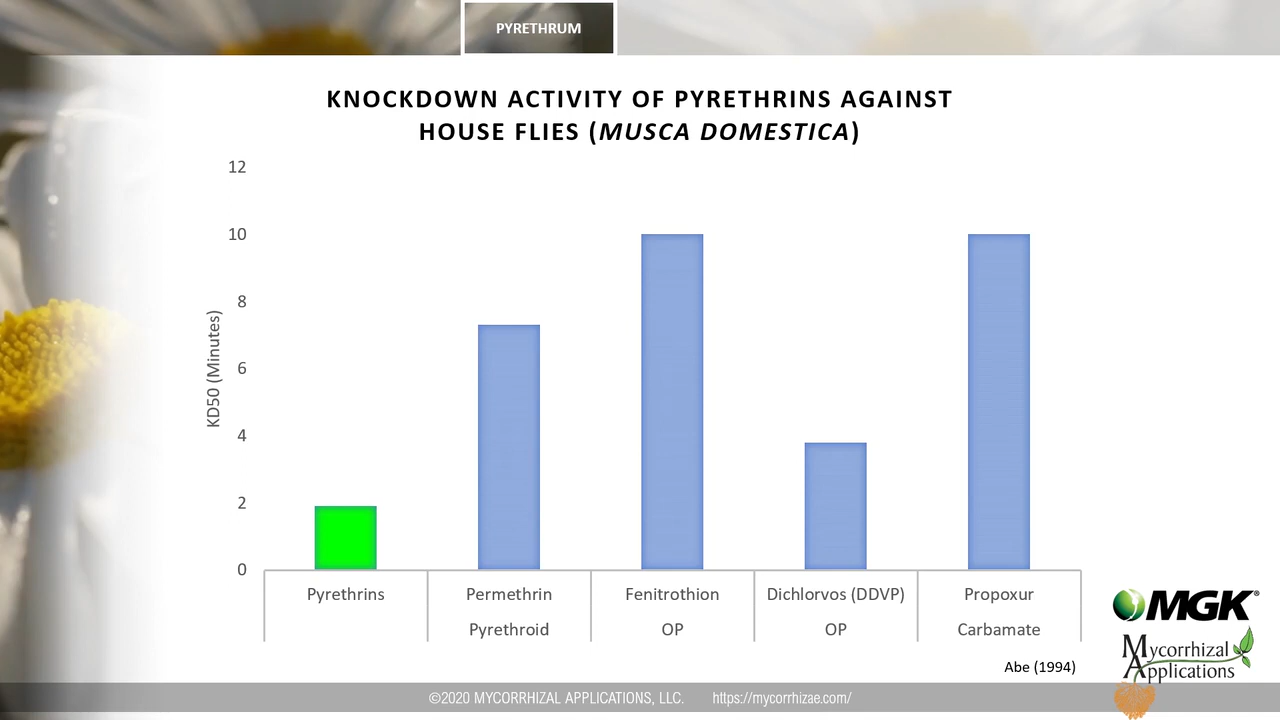 PYRETHRUM
KNOCKDOWN ACTIVITY OF PYRETHRINS AGAINST
HOUSE FLIES (MUSCA DOMESTICA)
12
10
8
6
4
2
0
KD50 (Minutes)
Pyrethrins
Permethrin
Fenitrothion
Dichlorvos (DDVP)
Propoxur
Pyrethroid
OP
OP
Carbamate
MGK®
Mycorrhizal
Applications
Abe (1994)
©2020 MYCORRHIZAL APPLICATIONS, LLC. https://mycorrhizae.com/